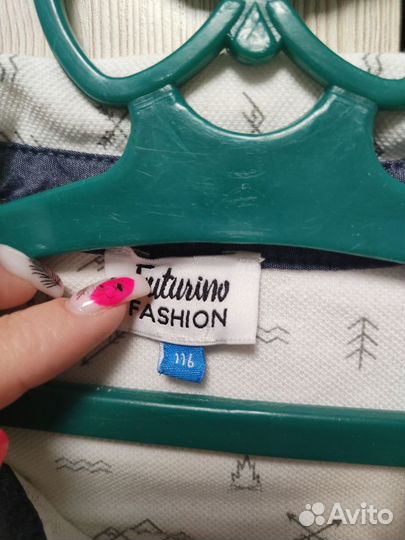 Futurino
FASHION
116
Avito